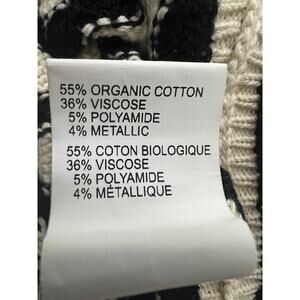 55% ORGANIC COTTON
36% VISCOSE
5% POLYAMIDE
4% METALLIC
55% COTON BIOLOGIQUE
36% VISCOSE
5% POLYAMIDE
4% MÉTALLIQUE